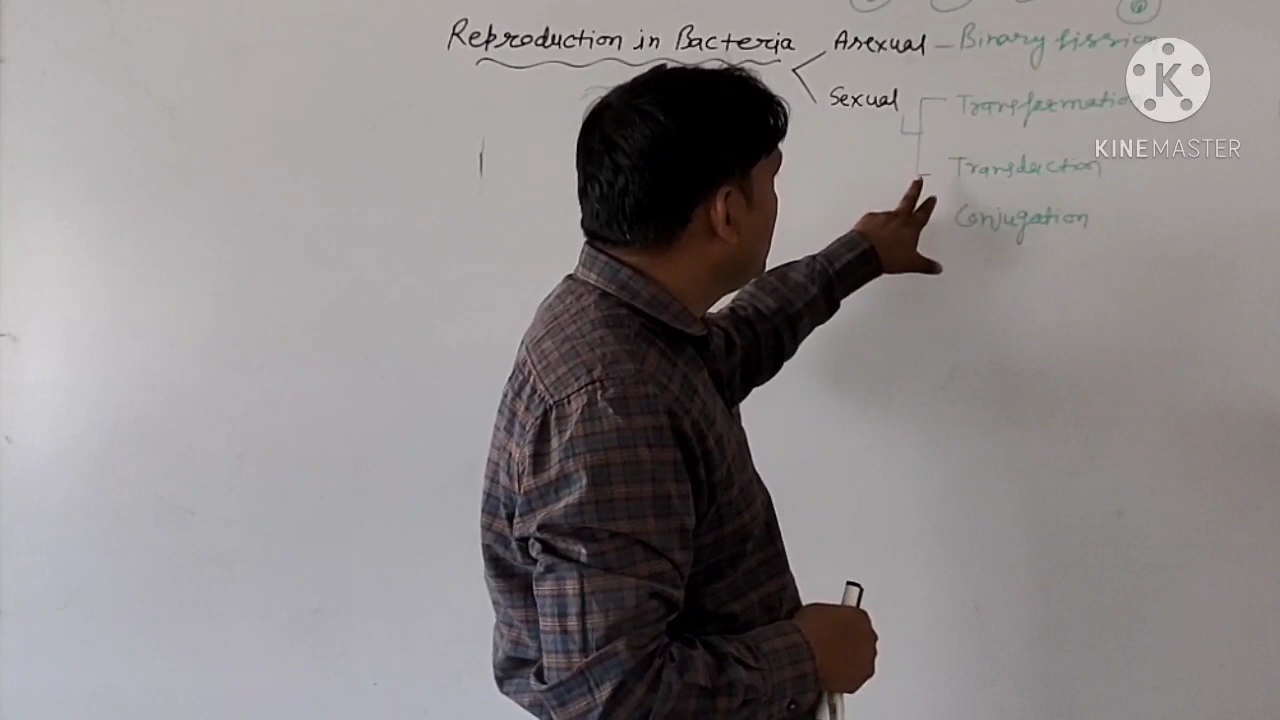 Reproduction in Bacteria
Asexual - Binary fission
Sexual
Transformation
Transduction
Conjugation
K
KINEMASTER